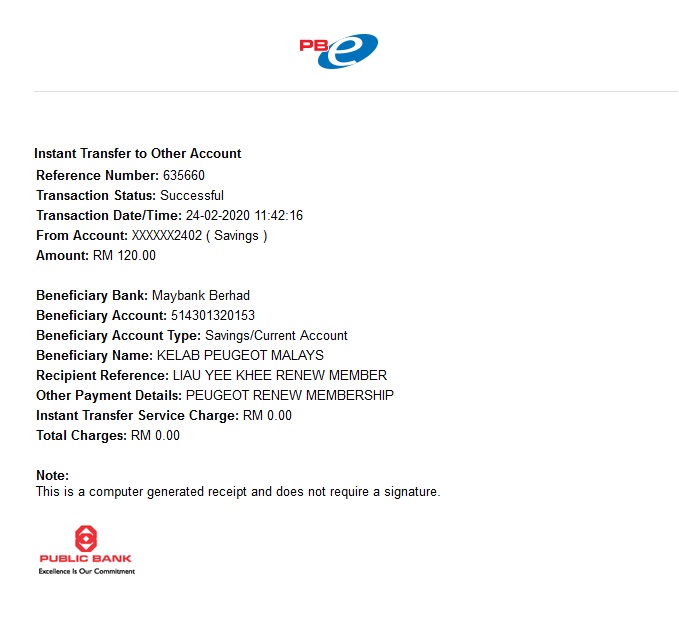 PB e
Instant Transfer to Other Account
Reference Number: 635660
Transaction Status: Successful
Transaction Date/Time: 24-02-2020 11:42:16
From Account: XXXXXX2402 ( Savings )
Amount: RM 120.00
Beneficiary Bank: Maybank Berhad
Beneficiary Account: 514301320153
Beneficiary Account Type: Savings/Current Account
Beneficiary Name: KELAB PEUGEOT MALAYS
Recipient Reference: LIAU YEE KHEE RENEW MEMBER
Other Payment Details: PEUGEOT RENEW MEMBERSHIP
Instant Transfer Service Charge: RM 0.00
Total Charges: RM 0.00
Note:
This is a computer generated receipt and does not require a signature.
PUBLIC BANK
Excellence Is Our Commitment